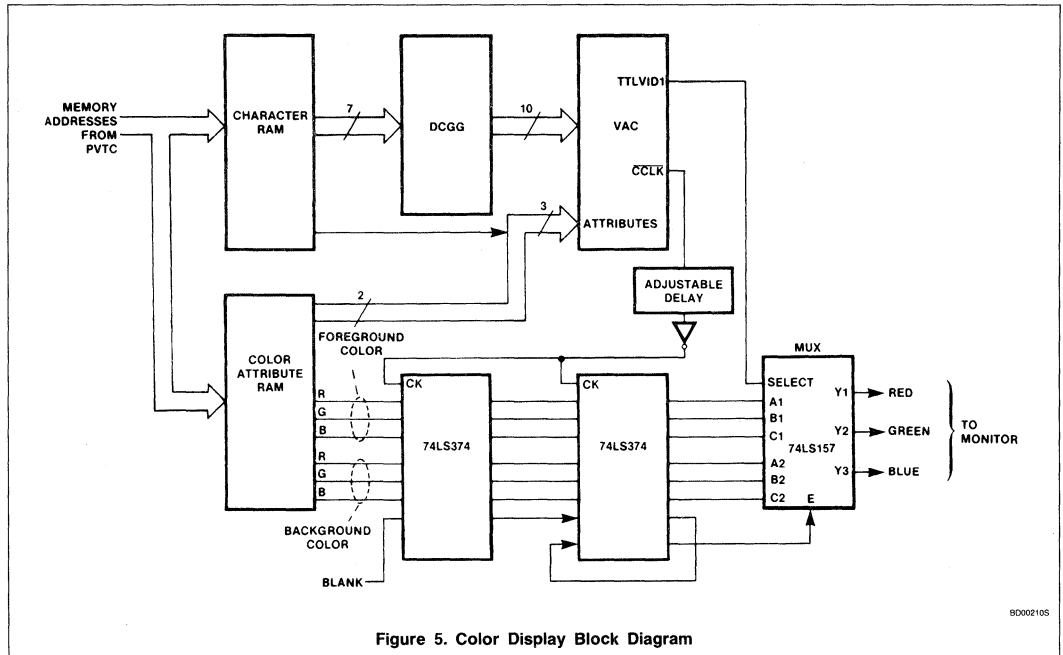 MEMORY
ADDRESSES
FROM
PVTC
CHARACTER
RAM
7
DCGG
10
TTLVID1
VAC
CCLK
3
ATTRIBUTES
ADJUSTABLE
DELAY
2
FOREGROUND
COLOR
COLOR
ATTRIBUTE
RAM
R
G
B
R
G
B
BACKGROUND
COLOR
BLANK
CK
74LS374
CK
74LS374
MUX
SELECT
A1
B1
C1
74LS157
A2
B2
C2
E
Y1
Y2
Y3
RED
GREEN
BLUE
TO
MONITOR
BD00210S
Figure 5. Color Display Block Diagram